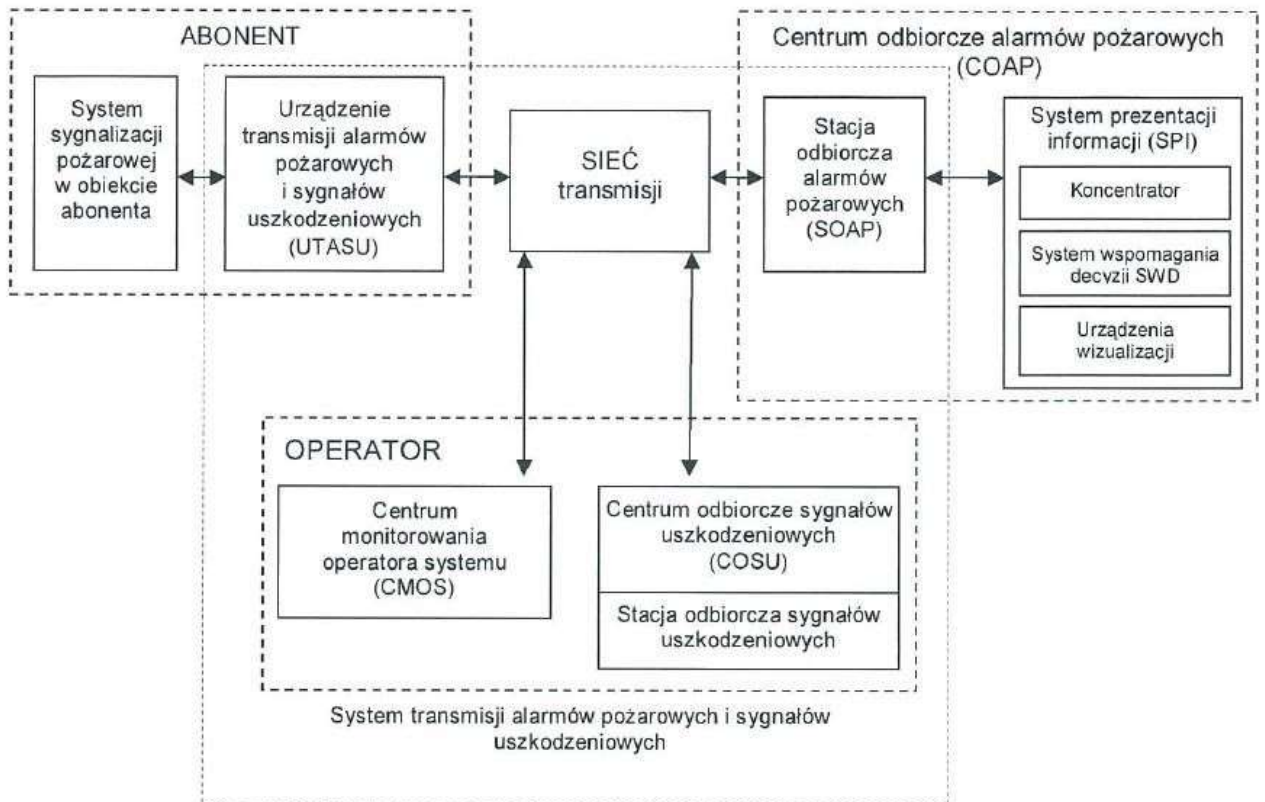 ABONENT
System
sygnalizacji
pożarowej
w obiekcie
abonenta
Urządzenie
transmisji alarmów
pożarowych
i sygnałów
uszkodzeniowych
(UTASU)
SIEĆ
transmisji
Centrum odbiorcze alarmów pożarowych
(COAP)
Stacja
odbiorcza
alarmów
pożarowych
(SOAP)
System prezentacji
informacji (SPI)
Koncentrator
System wspomagania
decyzji SWD
Urządzenia
wizualizacji
OPERATOR
Centrum
monitorowania
operatora systemu
(CMOS)
Centrum odbiorcze sygnałów
uszkodzeniowych
(COSU)
Stacja odbiorcza sygnałów
uszkodzeniowych
System transmisji alarmów pożarowych i sygnałów
uszkodzeniowych